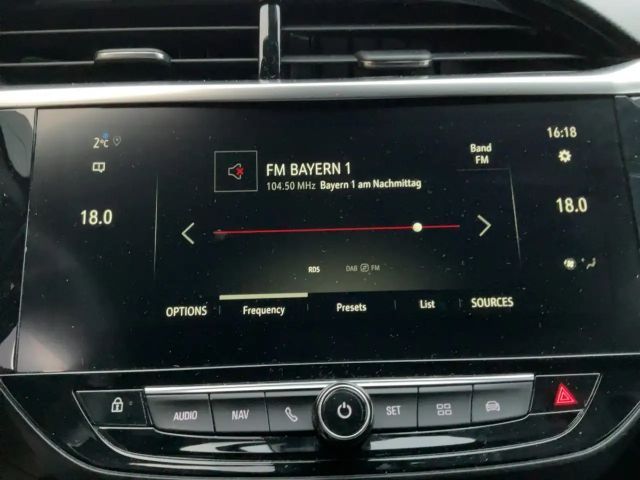 2°C
16:18
FM BAYERN 1
Band
FM
104.50 MHz Bayern 1 am Nachmittag
18.0
18.0
RDS DAB FM
OPTIONS Frequency Presets List SOURCES
AUDIO NAV SET